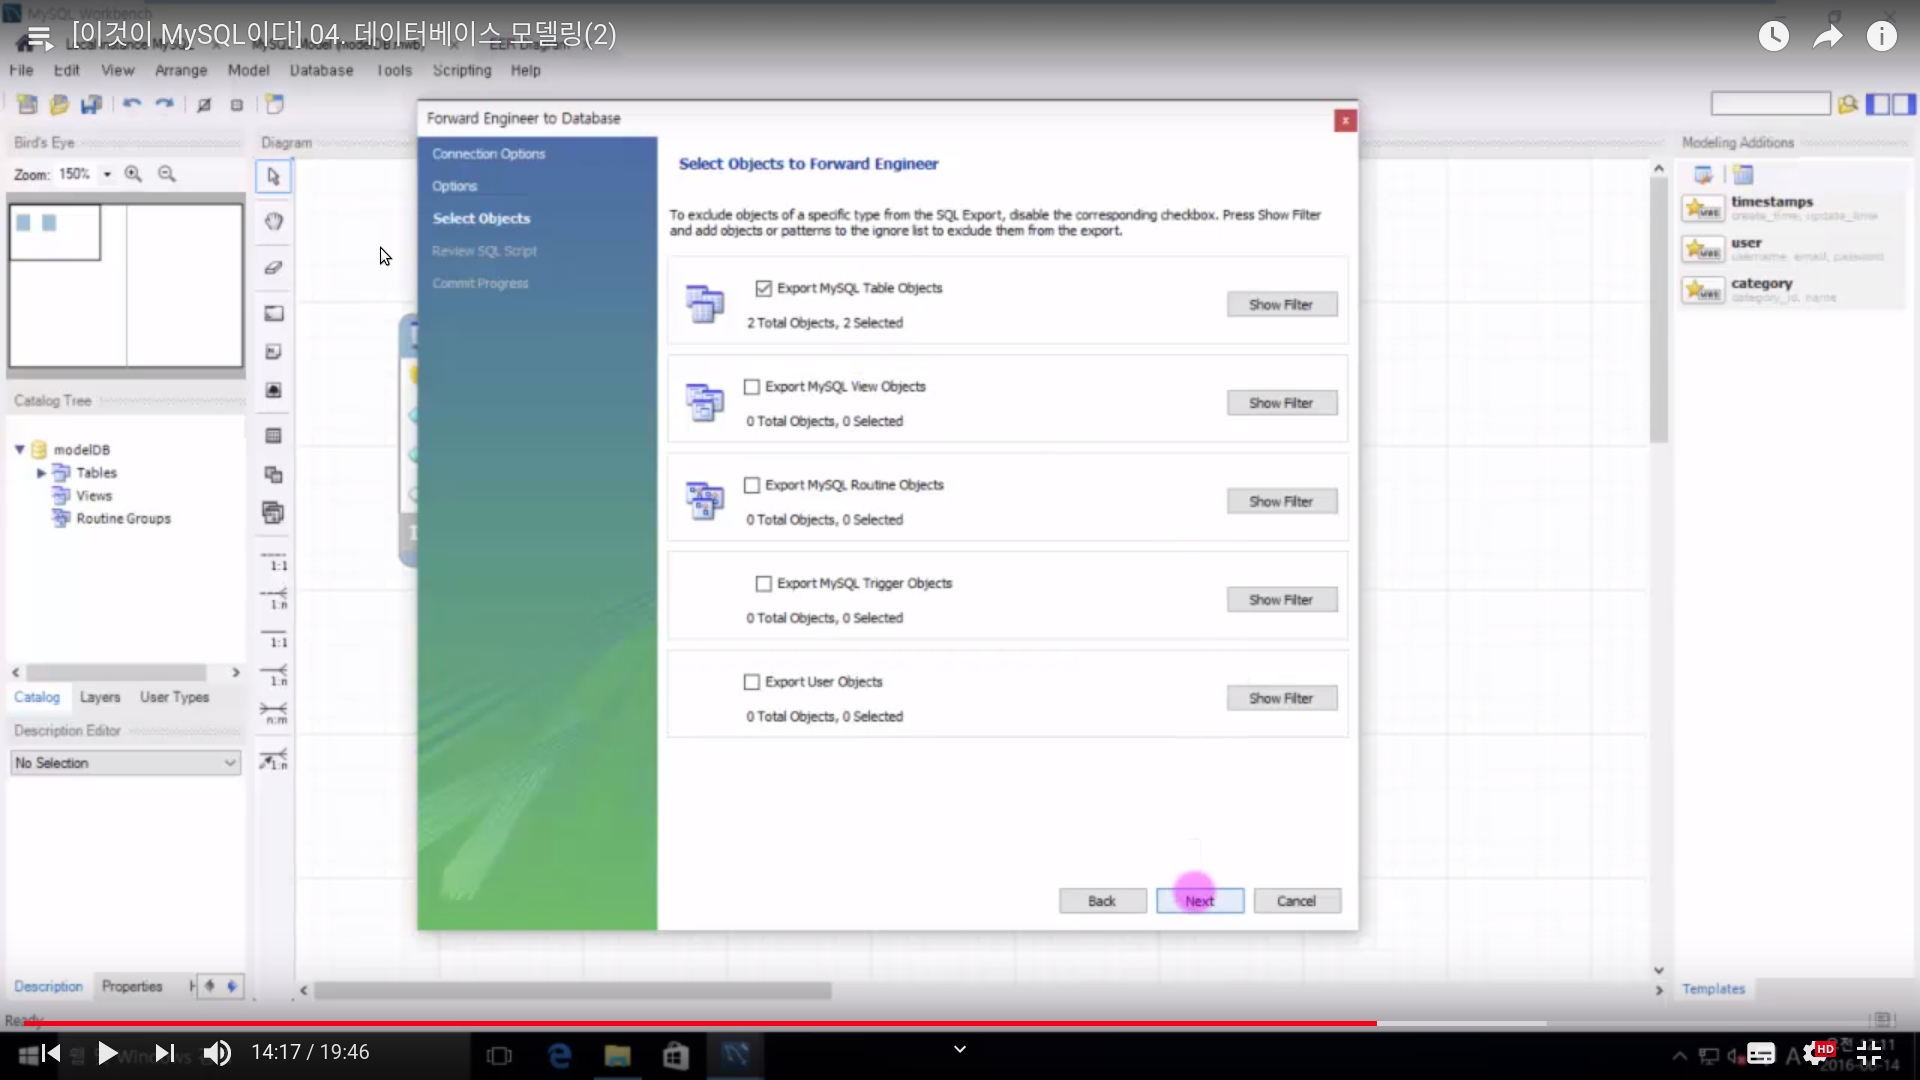 MySQL Workbench
[이것이 MySQL이다] 04. 데이터베이스 모델링(2)
File Edit View Arrange Model Database Tools Scripting Help
Bird's Eye
Zoom: 150%
Diagram
Catalog Tree
modelDB
Tables
Views
Routine Groups
Catalog Layers User Types
Description Editor
No Selection
Description Properties
Ready
1:1
1:n
1:1
1:n
n:m
1:n
Forward Engineer to Database
Connection Options
Options
Select Objects
Review SQL Script
Commit Progress
Select Objects to Forward Engineer
To exclude objects of a specific type from the SQL Export, disable the corresponding checkbox. Press Show Filter
and add objects or patterns to the ignore list to exclude them from the export.
Export MySQL Table Objects
2 Total Objects, 2 Selected
Show Filter
Export MySQL View Objects
0 Total Objects, 0 Selected
Show Filter
Export MySQL Routine Objects
0 Total Objects, 0 Selected
Show Filter
Export MySQL Trigger Objects
0 Total Objects, 0 Selected
Show Filter
Export User Objects
0 Total Objects, 0 Selected
Show Filter
Back Next Cancel
Modeling Additions
timestamps
create_time, update_time
user
username, email, password
category
category_id, name
Templates
14:17 / 19:46
HD